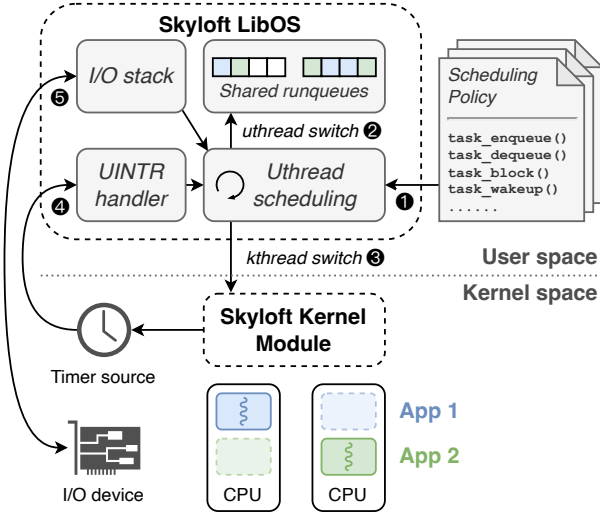 Skyloft LibOS
I/O stack
Shared runqueues
Scheduling
Policy
task_enqueue()
task_dequeue()
task_block()
task_wakeup()
......
❺
uthread switch ❷
UINTR
handler
Uthread
scheduling
❹
❶
kthread switch ❸
User space
Kernel space
Skyloft Kernel
Module
Timer source
App 1
App 2
I/O device
CPU
CPU